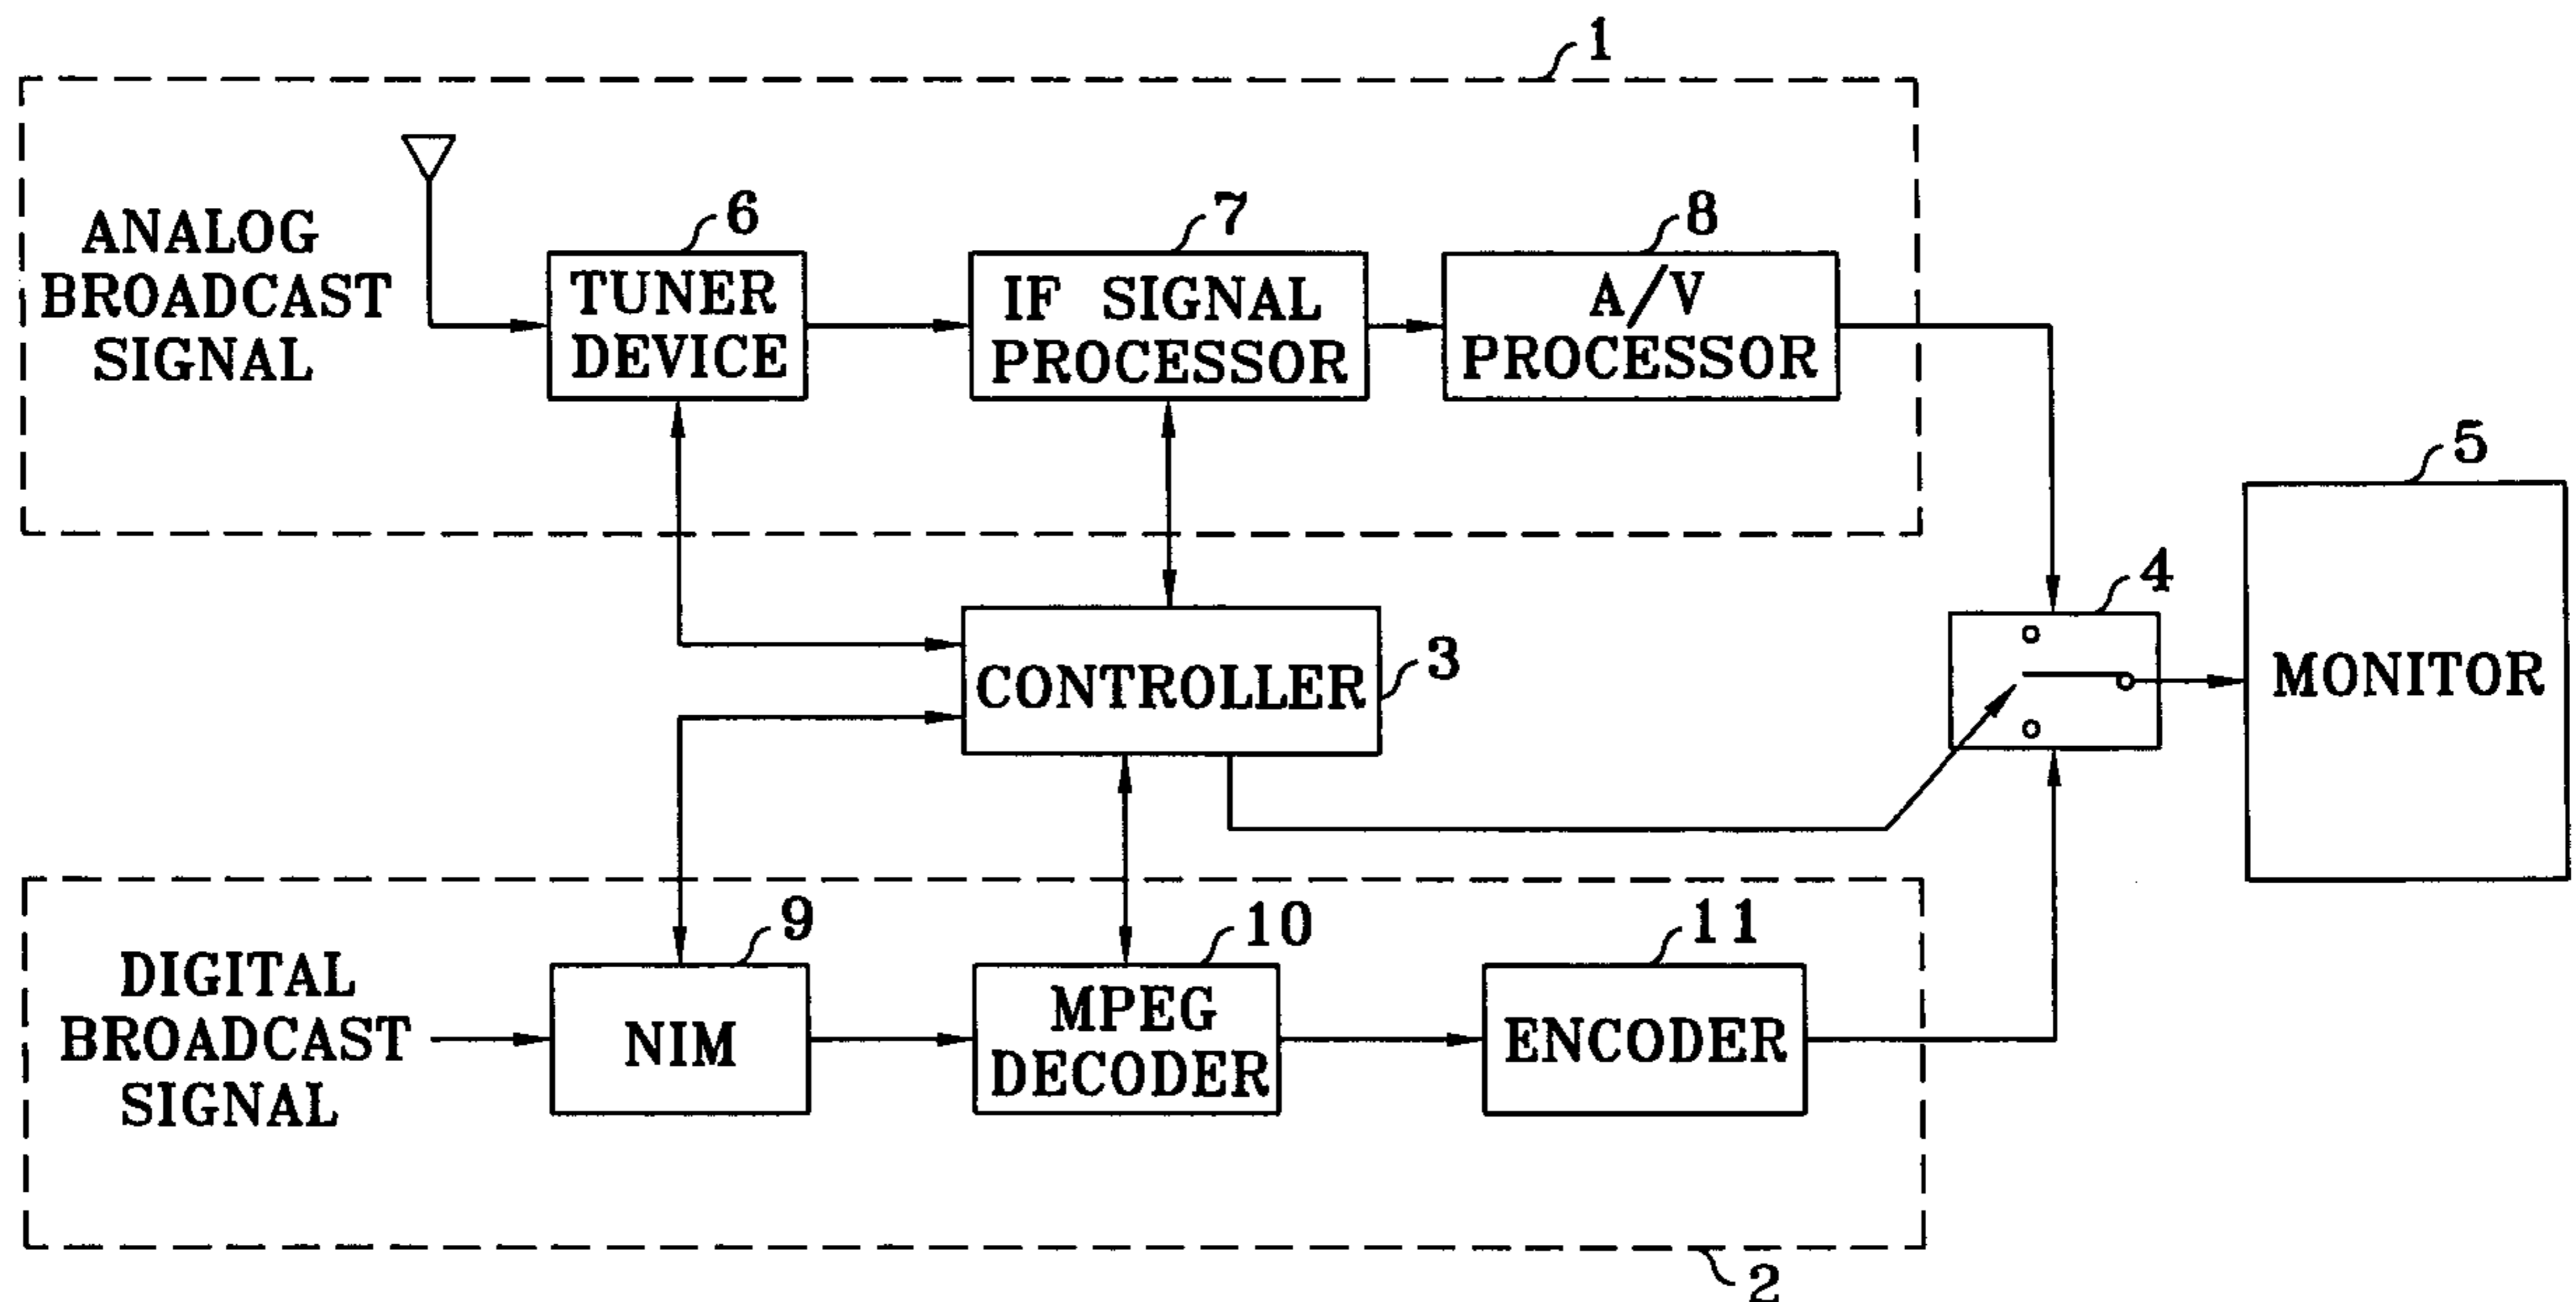 1
ANALOG
BROADCAST
SIGNAL
6
TUNER
DEVICE
7
IF SIGNAL
PROCESSOR
8
A/V
PROCESSOR
5
MONITOR
4
CONTROLLER
3
DIGITAL
BROADCAST
SIGNAL
9
NIM
10
MPEG
DECODER
11
ENCODER
2